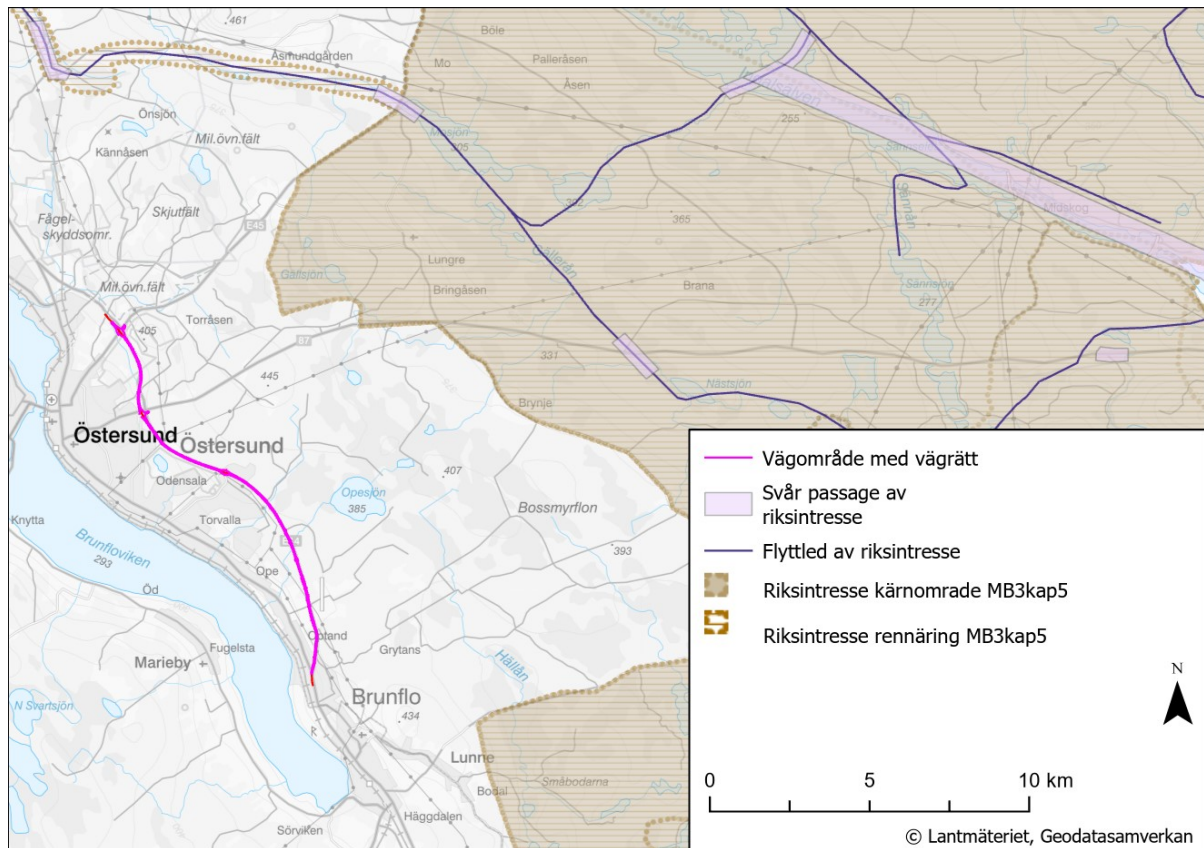 461
Böle
Palleråsen
Åsmundgården
Mo
Åsen
Önsjön
Mil.övn.fält
255
Kännåsen
305
Skjutfält
Fågel-
skyddsomr.
E45
362
365
Midskog
Lungre
Gällsjön
Bringåsen
Brana
Mil.övn.fält
277
Torråsen
405
87
331
445
Nästsjön
Brynje
Östersund
Östersund
407
Odensala
Opesjön
385
Bossmyrflon
Torvalla
Knytta
Brunfloviken
293
393
Ope
Öd
Optand
Fugelsta
Grytans
Marieby
Hällån
N Svartsjön
Brunflo
434
Lunne
Bodal
Småbodarna
Häggdalen
Sörviken
Vägområde med vägrätt
Svår passage av
riksintresse
Flyttled av riksintresse
Riksintresse kärnomrade MB3kap5
Riksintresse rennäring MB3kap5
N
0 5 10 km
© Lantmäteriet, Geodatasamverkan